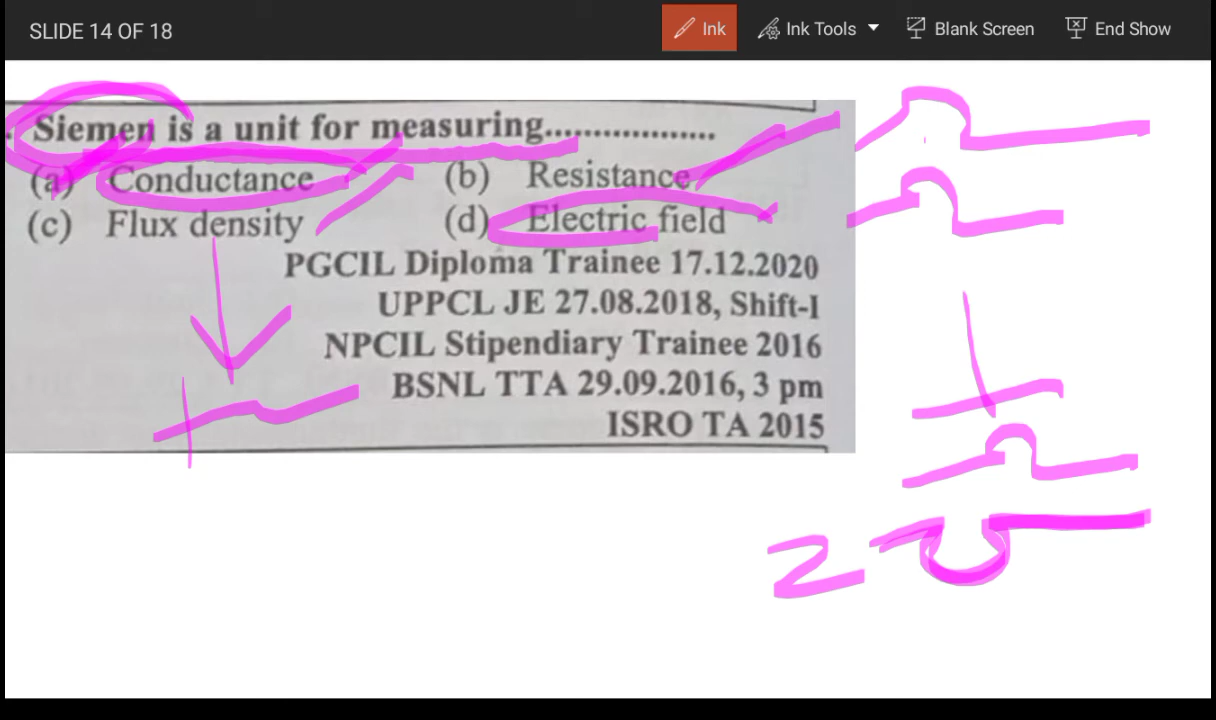 SLIDE 14 OF 18
Ink
Ink Tools
Blank Screen
End Show
. Siemen is a unit for measuring..................
(a) Conductance (b) Resistance
(c) Flux density (d) Electric field
PGCIL Diploma Trainee 17.12.2020
UPPCL JE 27.08.2018, Shift-I
NPCIL Stipendiary Trainee 2016
BSNL TTA 29.09.2016, 3 pm
ISRO TA 2015
2